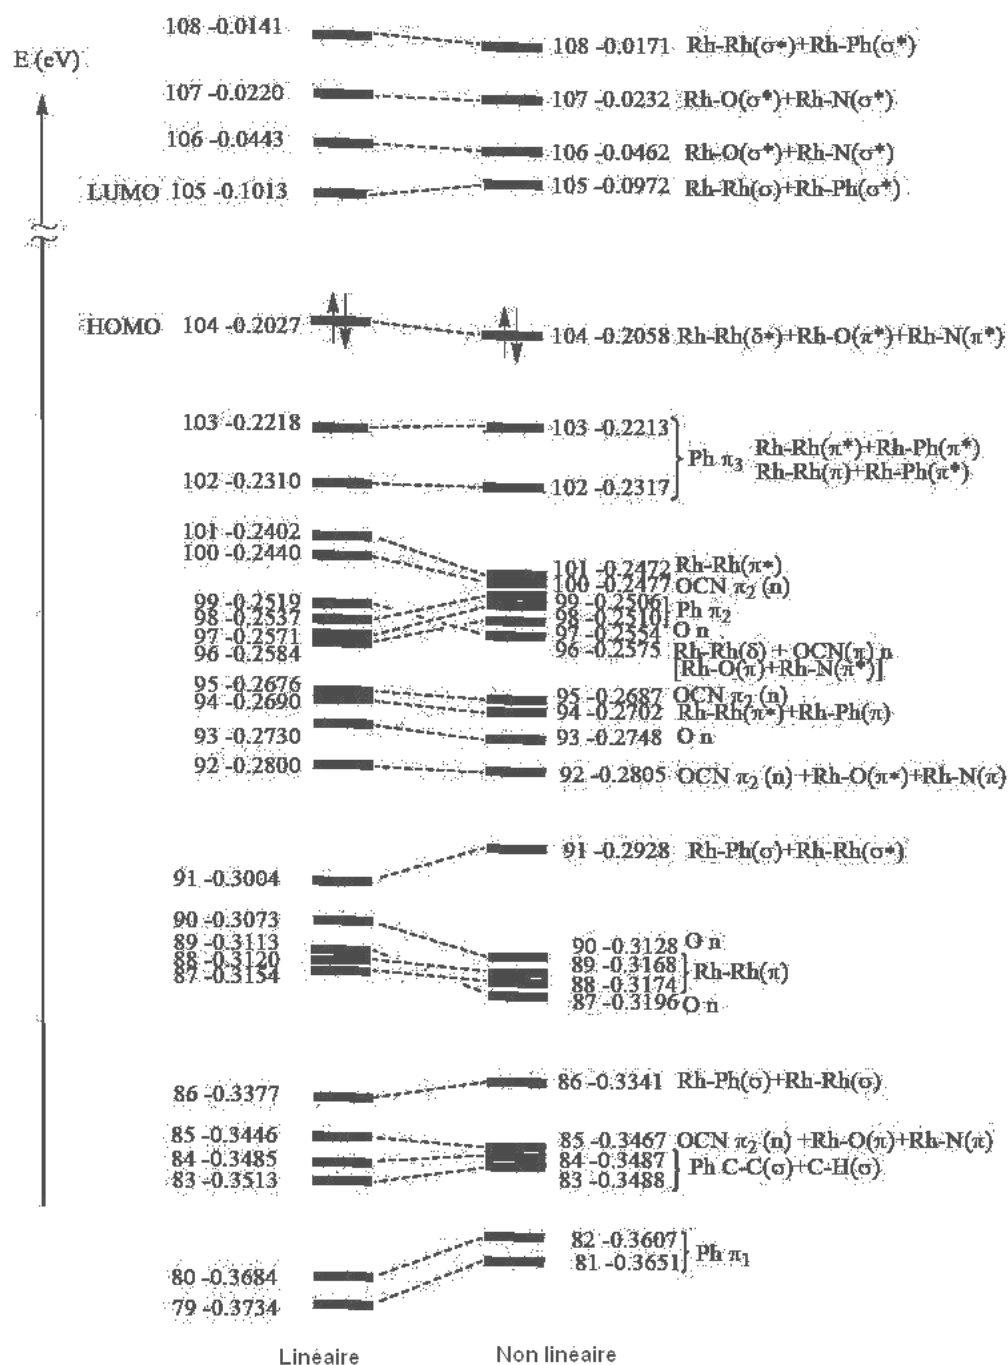 108 -0.0141
108 -0.0171 Rh-Rh(σ*)+Rh-Ph(σ*)
E (eV)
107 -0.0220
107 -0.0232 Rh-O(σ*)+Rh-N(σ*)
106 -0.0443
106 -0.0462 Rh-O(σ*)+Rh-N(σ*)
LUMO 105 -0.1013
105 -0.0972 Rh-Rh(σ)+Rh-Ph(σ*)
HOMO 104 -0.2027
104 -0.2058 Rh-Rh(δ*)+Rh-O(π*)+Rh-N(π*)
103 -0.2218
103 -0.2213
Ph π3
Rh-Rh(π*)+Rh-Ph(π*)
Rh-Rh(π)+Rh-Ph(π*)
102 -0.2310
102 -0.2317
101 -0.2402
100 -0.2440
101 -0.2472 Rh-Rh(π*)
100 -0.2477 OCN π2 (n)
99 -0.2519
98 -0.2537
97 -0.2571
96 -0.2584
99 -0.2506
98 -0.2510
Ph π2
97 -0.2554 O n
96 -0.2575 Rh-Rh(δ) + OCN(π) n
[Rh-O(π)+Rh-N(π*)]
95 -0.2676
94 -0.2690
95 -0.2687 OCN π2 (n)
94 -0.2702 Rh-Rh(π*)+Rh-Ph(π)
93 -0.2730
93 -0.2748 O n
92 -0.2800
92 -0.2805 OCN π2 (n)+Rh-O(π*)+Rh-N(π)
91 -0.3004
91 -0.2928 Rh-Ph(σ)+Rh-Rh(σ*)
90 -0.3073
89 -0.3113
88 -0.3120
87 -0.3154
90 -0.3128 O n
89 -0.3168
88 -0.3174
Rh-Rh(π)
87 -0.3196 O n
86 -0.3377
86 -0.3341 Rh-Ph(σ)+Rh-Rh(σ)
85 -0.3446
84 -0.3485
83 -0.3513
85 -0.3467 OCN π2 (n) +Rh-O(π)+Rh-N(π)
84 -0.3487
83 -0.3488
Ph C-C(σ)+C-H(σ)
82 -0.3607
81 -0.3651
Ph π1
80 -0.3684
79 -0.3734
Linéaire
Non linéaire